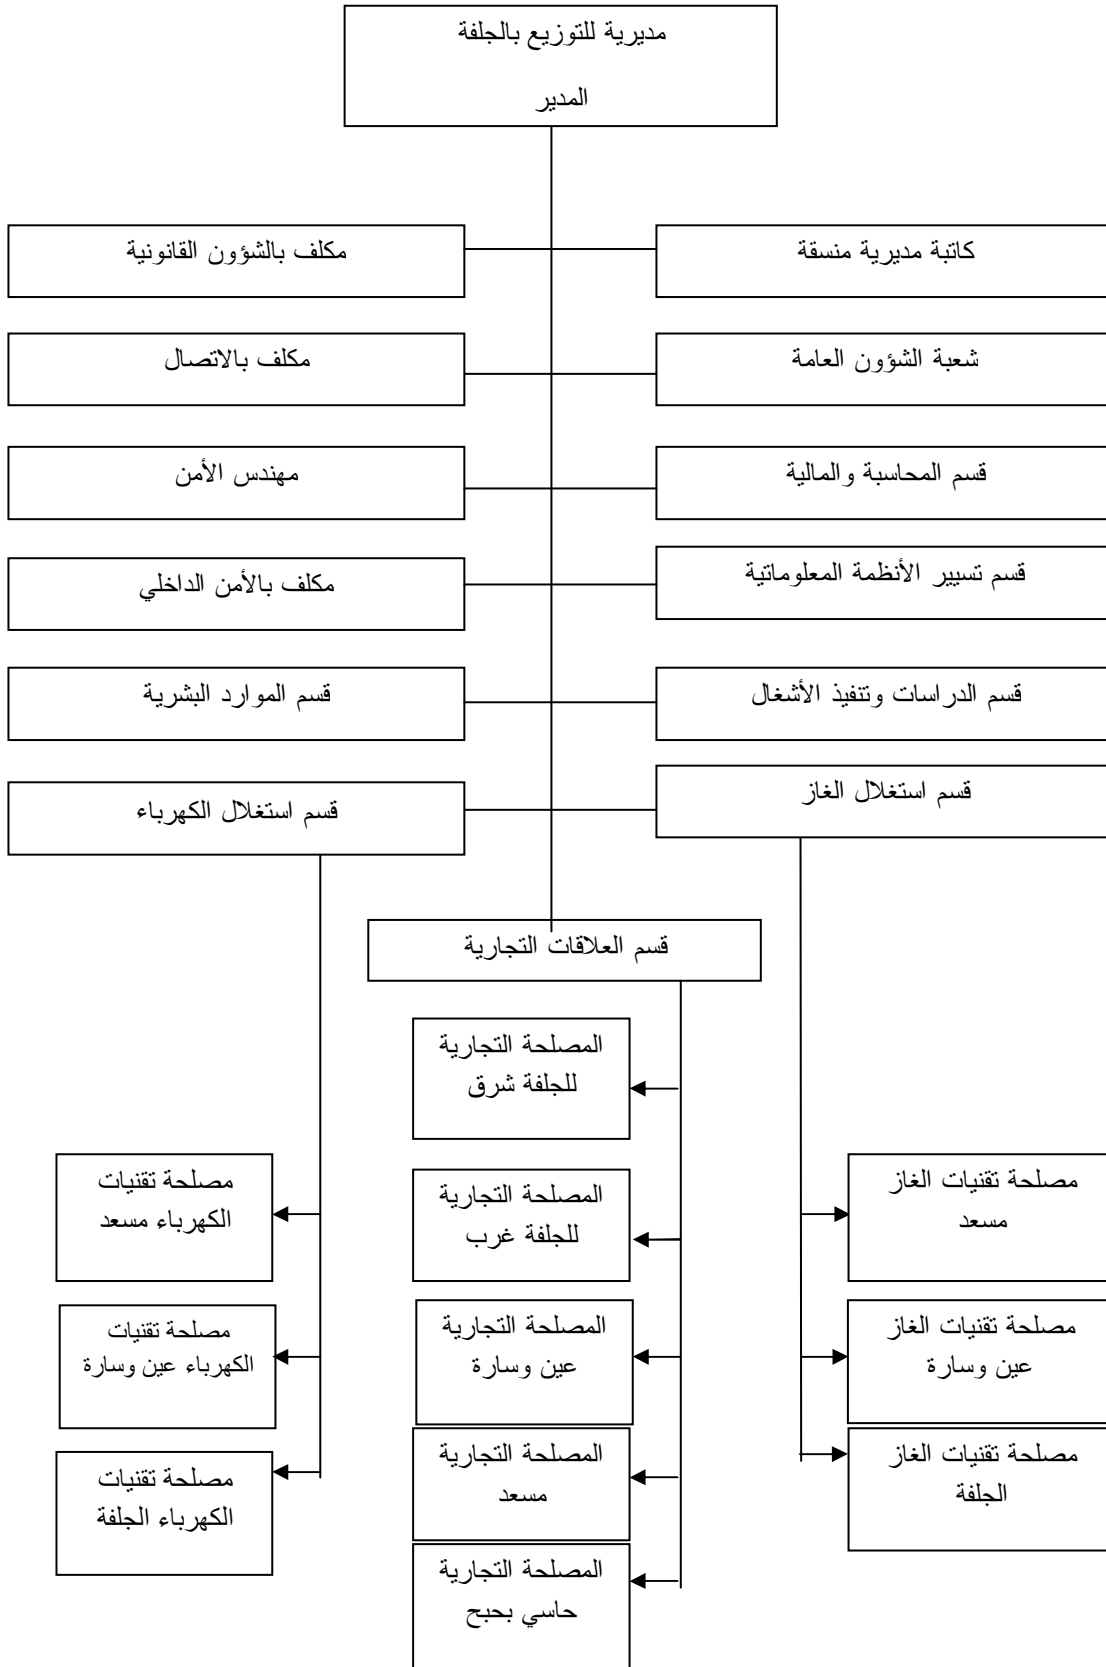 مديرية للتوزيع بالجلفة
المدير
كاتبة مديرية منسقة
مكلف بالشؤون القانونية
شعبة الشؤون العامة
مكلف بالاتصال
قسم المحاسبة والمالية
مهندس الأمن
قسم تسيير الأنظمة المعلوماتية
مكلف بالأمن الداخلي
قسم الدراسات وتنفيذ الأشغال
قسم الموارد البشرية
قسم استغلال الغاز
قسم استغلال الكهرباء
قسم العلاقات التجارية
مصلحة تقنيات الغاز
مسعد
مصلحة تقنيات الغاز
عين وسارة
مصلحة تقنيات الغاز
الجلفة
المصلحة التجارية
للجلفة شرق
المصلحة التجارية
للجلفة غرب
المصلحة التجارية
عين وسارة
المصلحة التجارية
مسعد
المصلحة التجارية
حاسي بحبح
مصلحة تقنيات
الكهرباء مسعد
مصلحة تقنيات
الكهرباء عين وسارة
مصلحة تقنيات
الكهرباء الجلفة